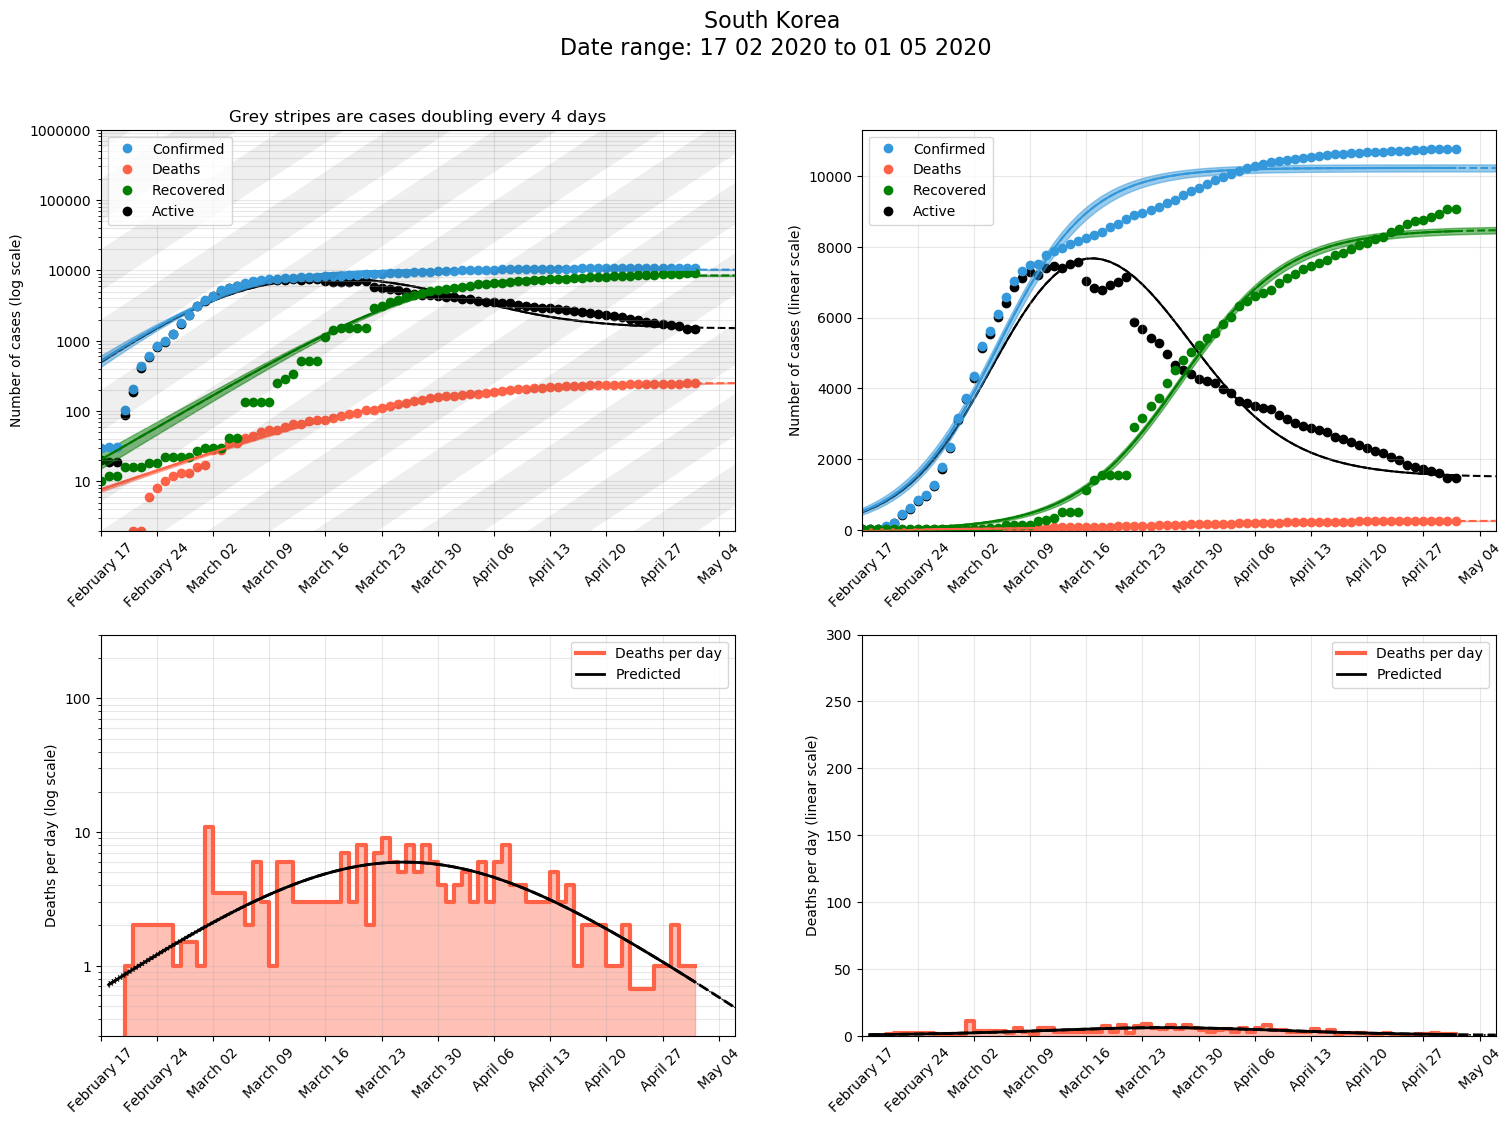 South Korea
Date range: 17 02 2020 to 01 05 2020
Grey stripes are cases doubling every 4 days
Number of cases (log scale)
1000000
100000
10000
1000
100
10
Confirmed
Deaths
Recovered
Active
February 17
February 24
March 02
March 09
March 16
March 23
March 30
April 06
April 13
April 20
April 27
May 04
Number of cases (linear scale)
10000
8000
6000
4000
2000
0
Confirmed
Deaths
Recovered
Active
February 17
February 24
March 02
March 09
March 16
March 23
March 30
April 06
April 13
April 20
April 27
May 04
Deaths per day (log scale)
100
10
1
Deaths per day
Predicted
February 17
February 24
March 02
March 09
March 16
March 23
March 30
April 06
April 13
April 20
April 27
May 04
Deaths per day (linear scale)
300
250
200
150
100
50
0
Deaths per day
Predicted
February 17
February 24
March 02
March 09
March 16
March 23
March 30
April 06
April 13
April 20
April 27
May 04